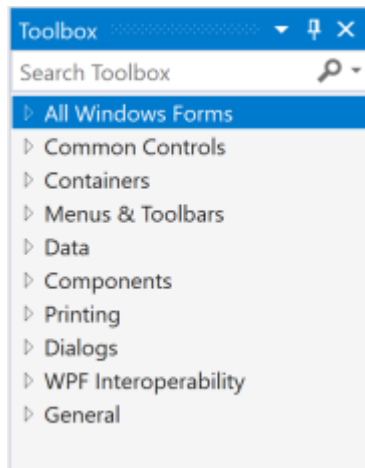 Toolbox
Search Toolbox
All Windows Forms
Common Controls
Containers
Menus & Toolbars
Data
Components
Printing
Dialogs
WPF Interoperability
General